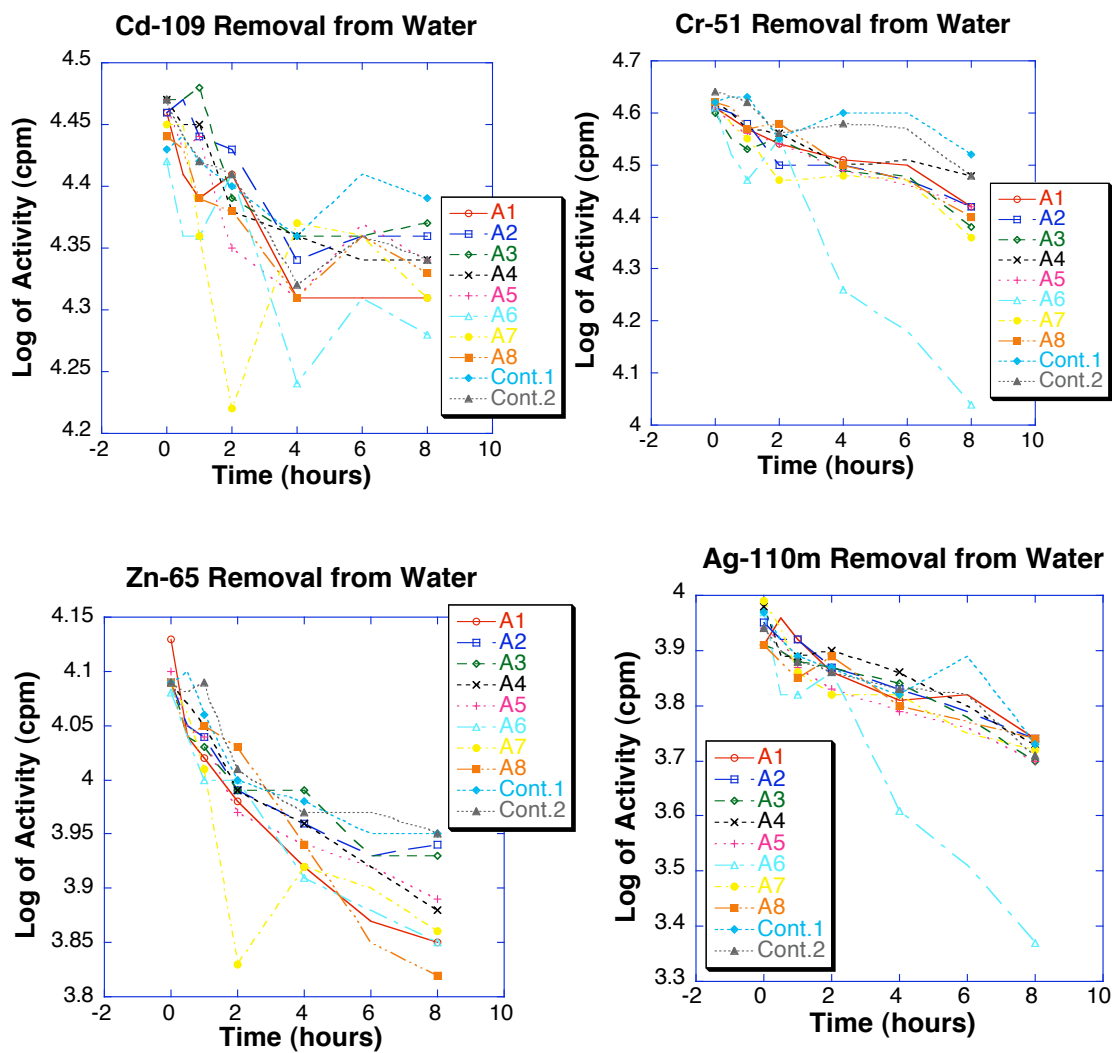 Cd-109 Removal from Water
Log of Activity (cpm)
4.5
4.45
4.4
4.35
4.3
4.25
4.2
-2 0 2 4 6 8 10
Time (hours)
A1
A2
A3
A4
A5
A6
A7
A8
Cont.1
Cont.2
Cr-51 Removal from Water
Log of Activity (cpm)
4.7
4.6
4.5
4.4
4.3
4.2
4.1
4
-2 0 2 4 6 8 10
Time (hours)
A1
A2
A3
A4
A5
A6
A7
A8
Cont.1
Cont.2
Zn-65 Removal from Water
Log of Activity (cpm)
4.15
4.1
4.05
4
3.95
3.9
3.85
3.8
-2 0 2 4 6 8 10
Time (hours)
A1
A2
A3
A4
A5
A6
A7
A8
Cont.1
Cont.2
Ag-110m Removal from Water
Log of Activity (cpm)
4
3.9
3.8
3.7
3.6
3.5
3.4
3.3
-2 0 2 4 6 8 10
Time (hours)
A1
A2
A3
A4
A5
A6
A7
A8
Cont.1
Cont.2